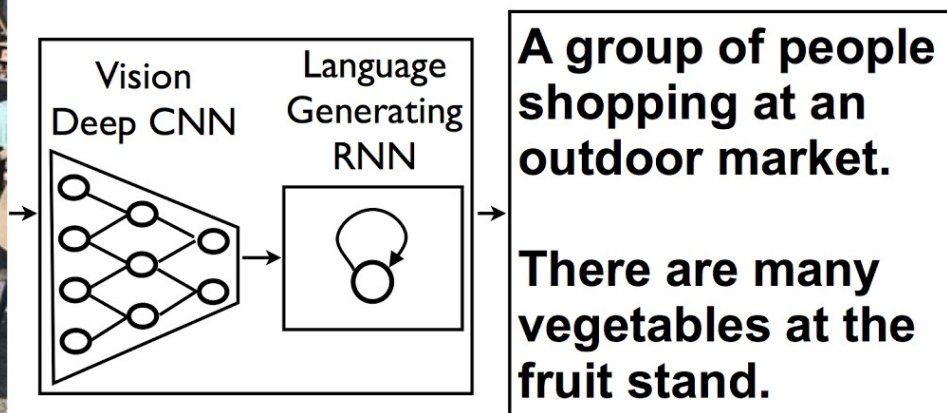 Vision
Deep CNN
Language
Generating
RNN
A group of people
shopping at an
outdoor market.
There are many
vegetables at the
fruit stand.